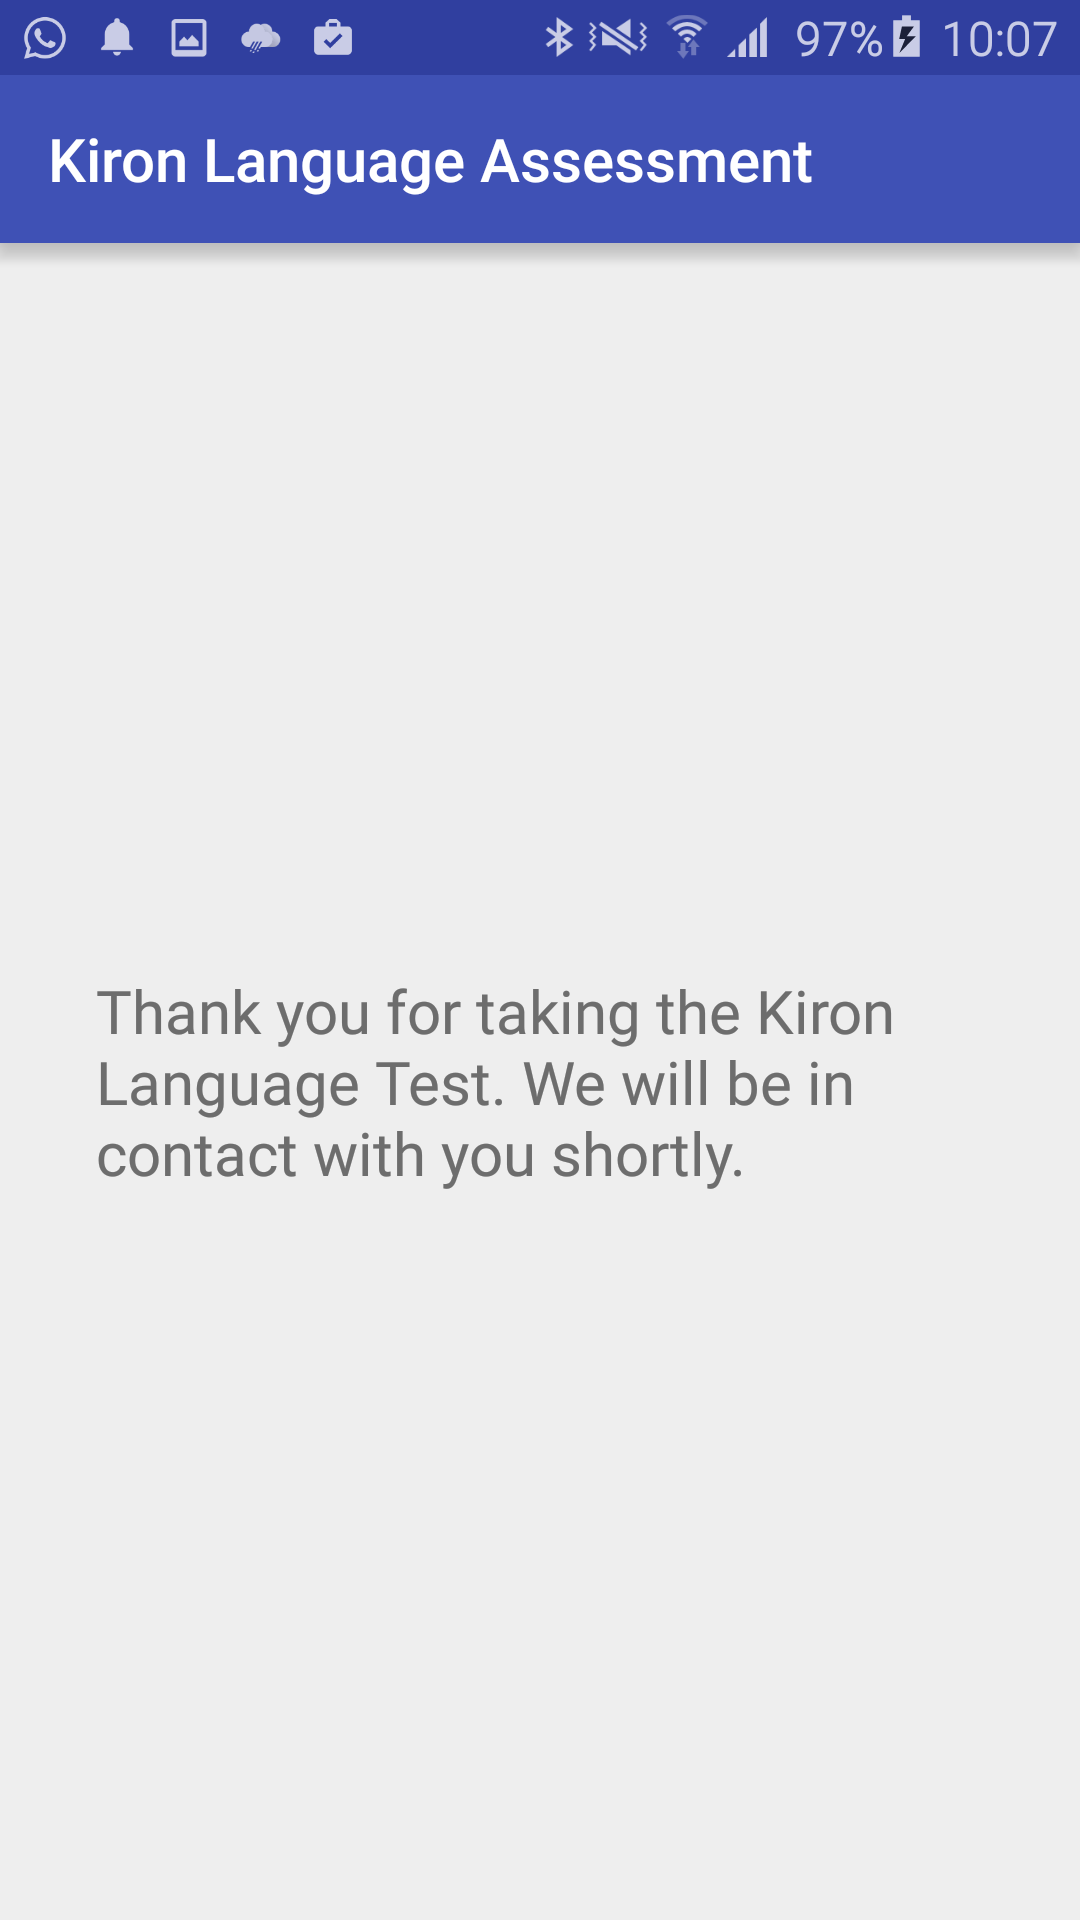 97% 10:07
Kiron Language Assessment
Thank you for taking the Kiron
Language Test. We will be in
contact with you shortly.